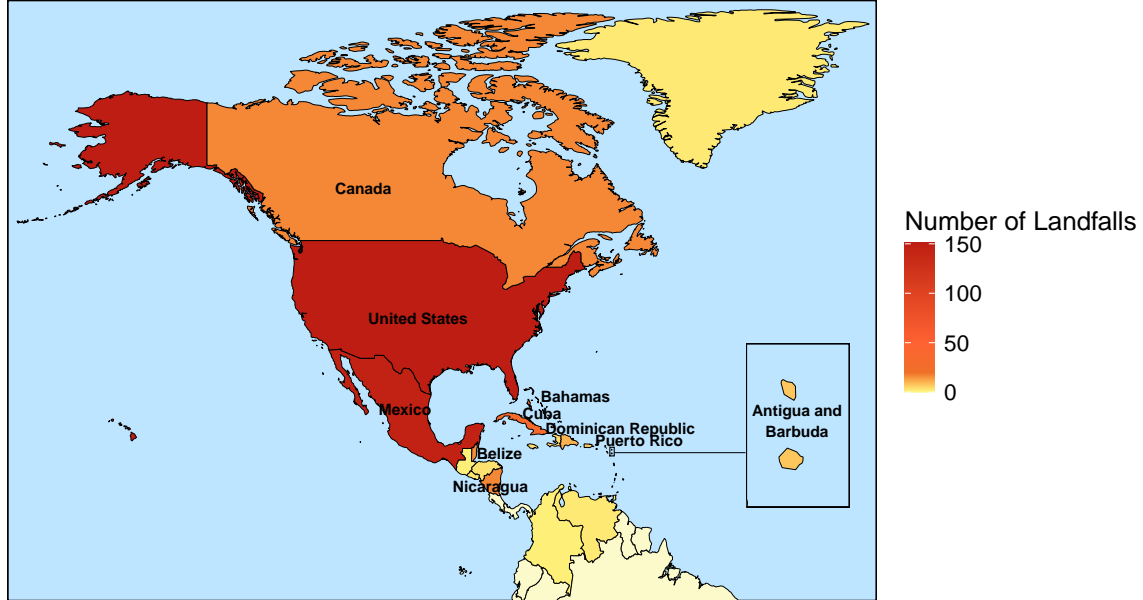 Canada
United States
Mexico
Bahamas
Cuba
Dominican Republic
Puerto Rico
Belize
Nicaragua
Antigua and
Barbuda
Number of Landfalls
150
100
50
0